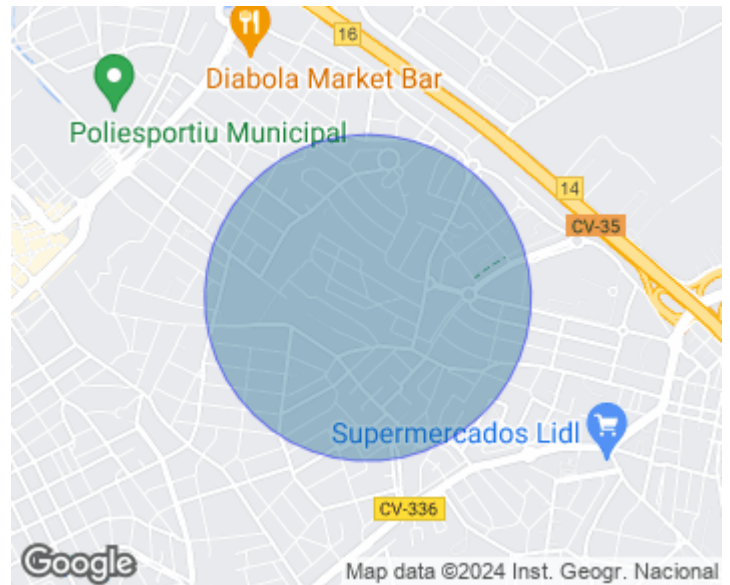 16
Diabola Market Bar
Poliesportiu Municipal
14
CV-35
Supermercados Lidl
CV-336
Google
Map data ©2024 Inst. Geogr. Nacional